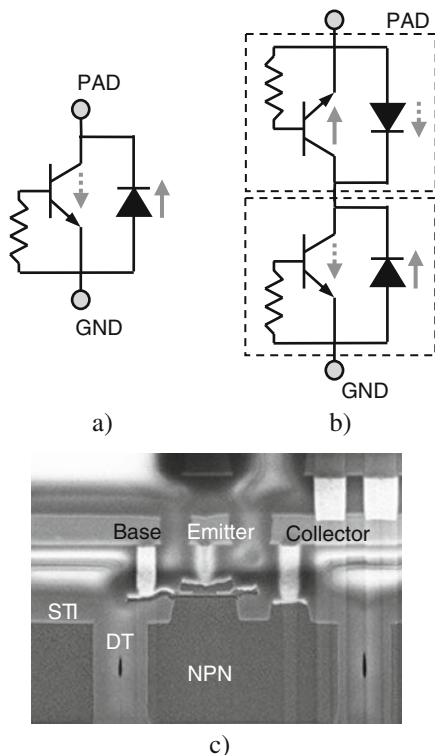 PAD
GND
a)
PAD
GND
b)
Base
Emitter
Collector
STI
DT
NPN
c)